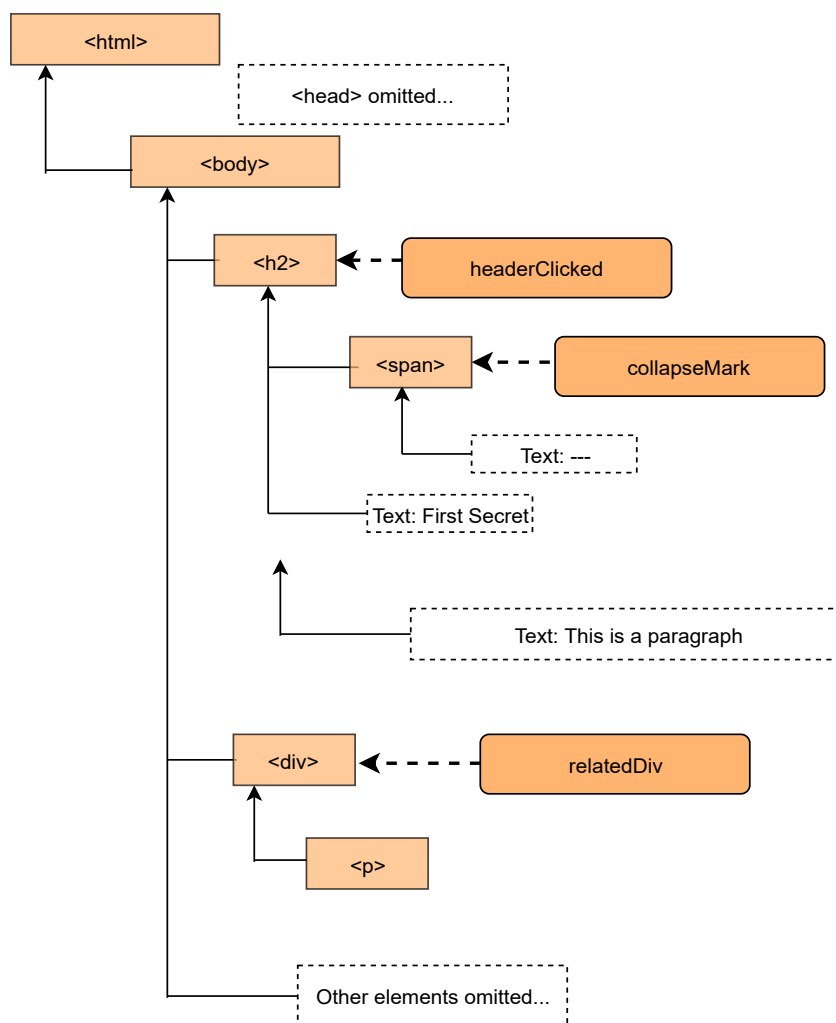 <html>
<head> omitted...
<body>
<h2>
headerClicked
<span>
collapseMark
Text: ---
Text: First Secret
Text: This is a paragraph
<div>
relatedDiv
<p>
Other elements omitted...